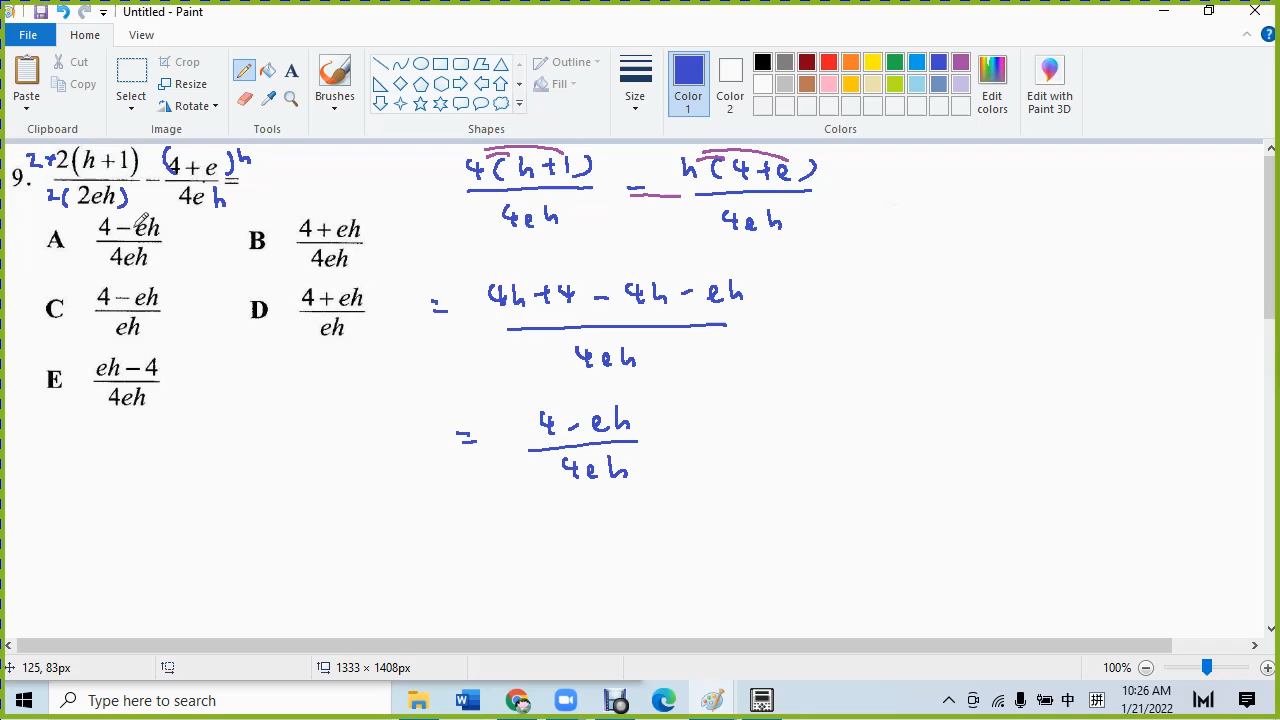 Untitled - Paint
File Home View
Paste Cut Copy
Select Crop Resize Rotate
Brushes
Outline
Fill
Size
Color 1
Color 2
Edit colors
Edit with Paint 3D
Clipboard Image Tools Shapes Colors
2* 2(h+1) (4+e)h
9. — − — =
2(2eh) 4e h
4(h+1) h(4+e)
— = —
4eh 4eh
A 4−eh / 4eh
B 4+eh / 4eh
C 4−eh / eh
D 4+eh / eh
E eh−4 / 4eh
= 4h+4 - 4h - eh
4eh
= 4 - eh
4eh
125, 83px
1333 × 1408px
100%
Type here to search
中 拼
10:26 AM
1/21/2022